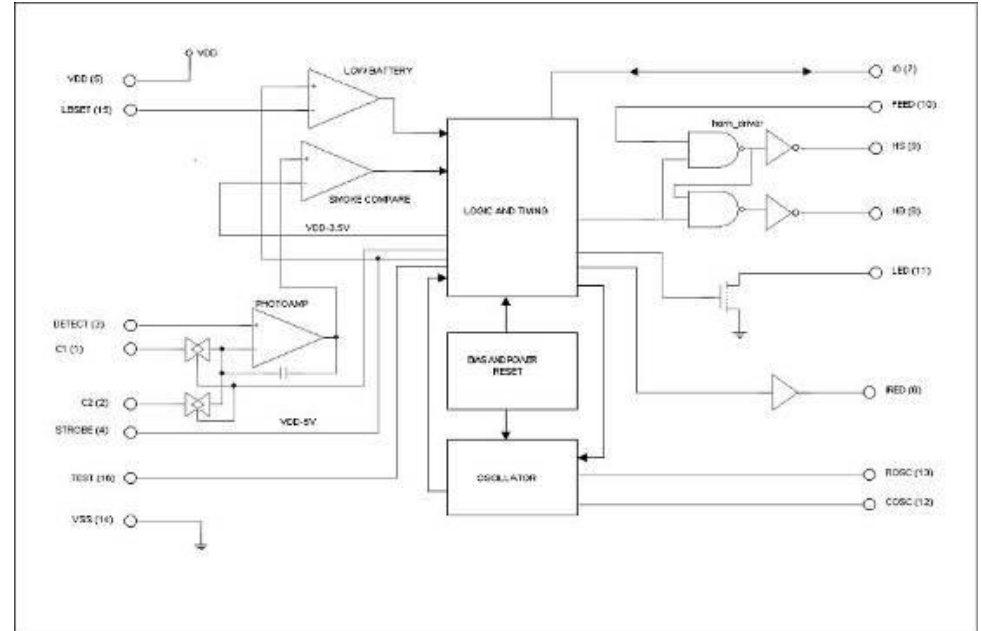 VDD
VDD (5)
LOW BATTERY
IO (7)
LBSET (15)
FEED (10)
horn_driver
HS (9)
SMOKE COMPARE
LOGIC AND TIMING
VDD-3.5V
LED (11)
PHOTOAMP
DETECT (3)
C1 (1)
BIAS AND POWER
RESET
C2 (2)
IRED (6)
VDD-5V
STROBE (4)
TEST (16)
OSCILLATOR
ROSC (13)
COSC (12)
VSS (14)